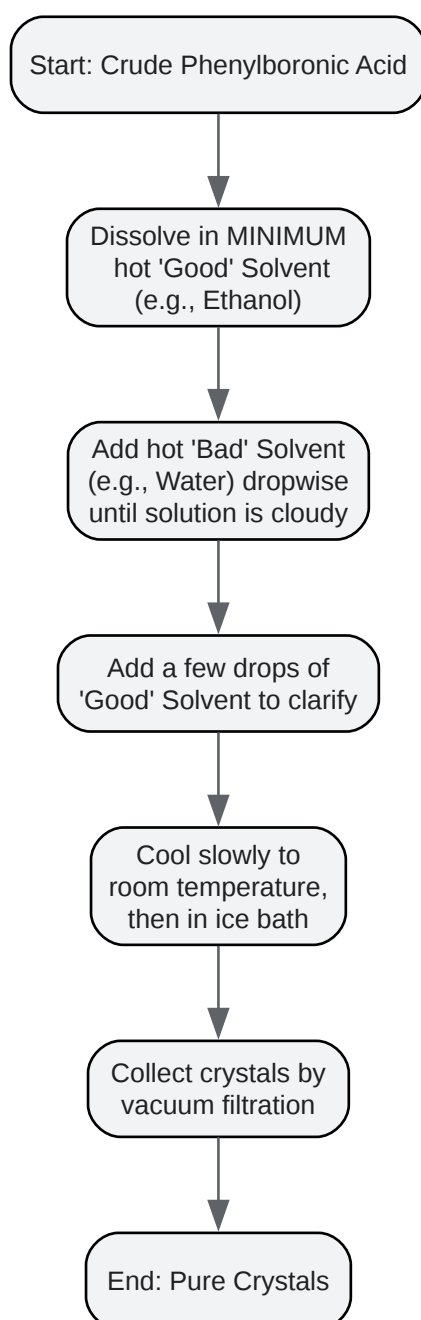 Start: Crude Phenylboronic Acid
Dissolve in MINIMUM
hot 'Good' Solvent
(e.g., Ethanol)
Add hot 'Bad' Solvent
(e.g., Water) dropwise
until solution is cloudy
Add a few drops of
'Good' Solvent to clarify
Cool slowly to
room temperature,
then in ice bath
Collect crystals by
vacuum filtration
End: Pure Crystals